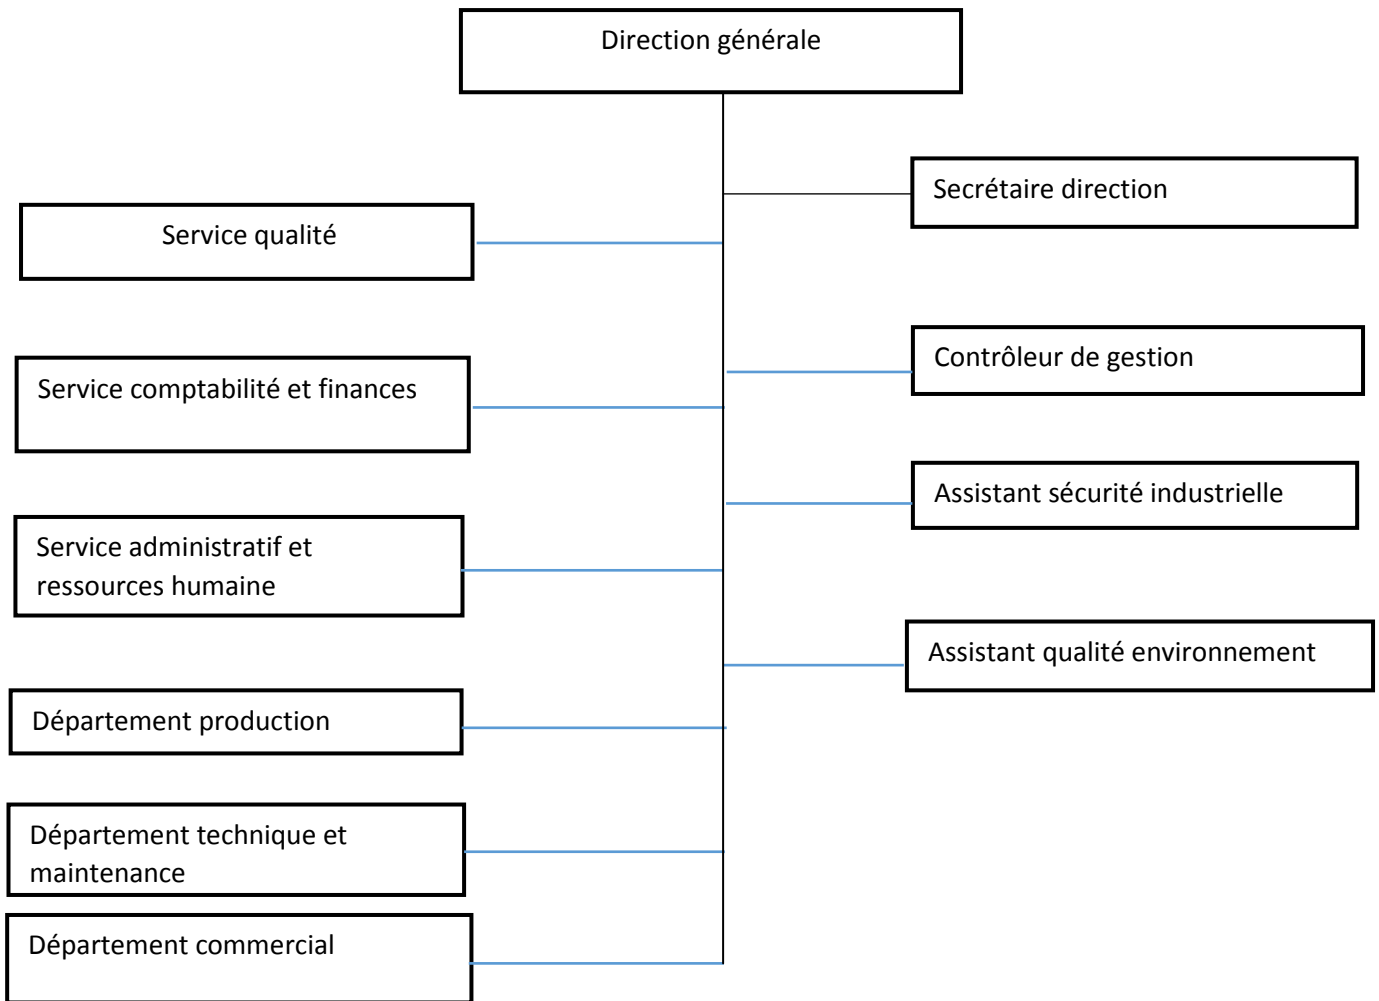 Direction générale
Secrétaire direction
Service qualité
Contrôleur de gestion
Service comptabilité et finances
Assistant sécurité industrielle
Service administratif et
ressources humaine
Assistant qualité environnement
Département production
Département technique et
maintenance
Département commercial